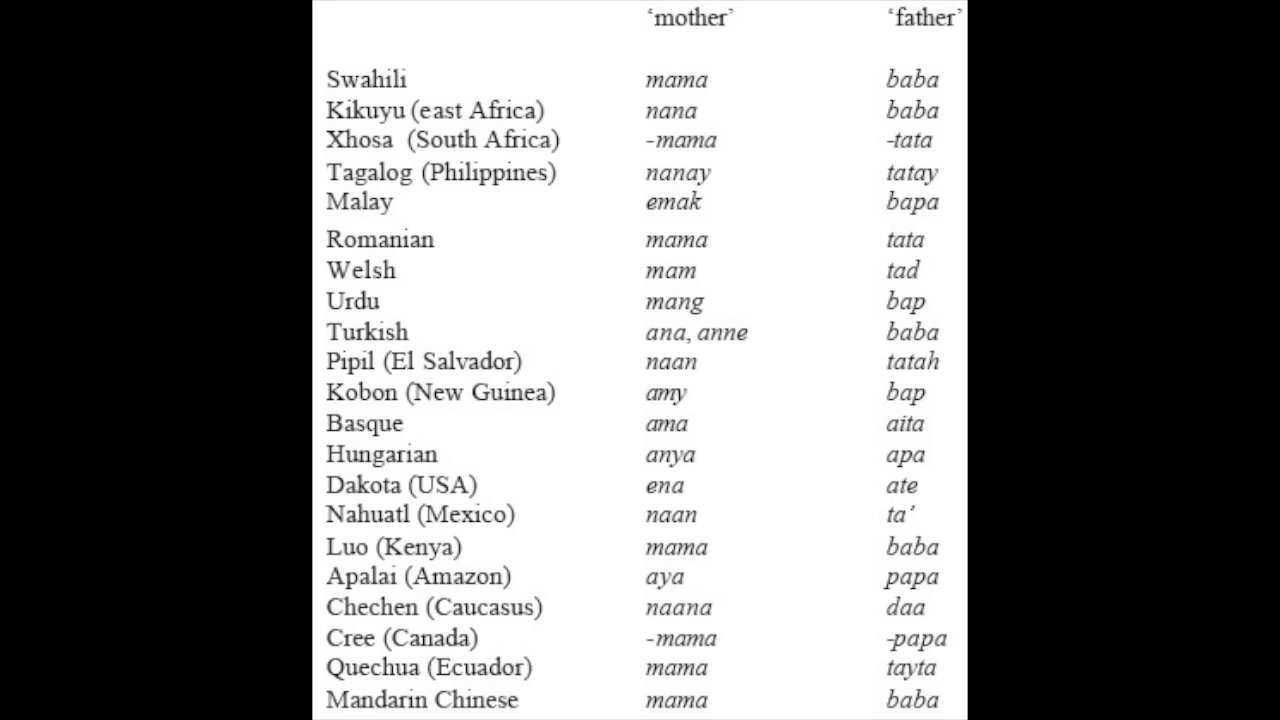 ‘mother’ ‘father’
Swahili mama baba
Kikuyu (east Africa) nana baba
Xhosa (South Africa) -mama -tata
Tagalog (Philippines) nanay tatay
Malay emak bapa
Romanian mama tata
Welsh mam tad
Urdu mang bap
Turkish ana, anne baba
Pipil (El Salvador) naan tatah
Kobon (New Guinea) amy bap
Basque ama aita
Hungarian anya apa
Dakota (USA) ena ate
Nahuatl (Mexico) naan ta’
Luo (Kenya) mama baba
Apalai (Amazon) aya papa
Chechen (Caucasus) naana daa
Cree (Canada) -mama -papa
Quechua (Ecuador) mama tayta
Mandarin Chinese mama baba